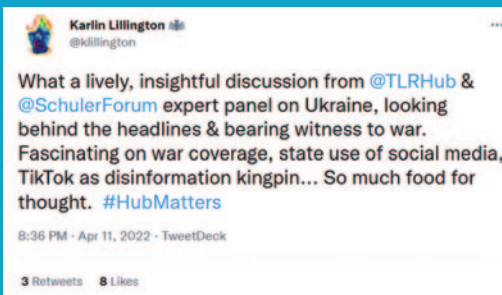 Karlin Lillington
@klillington
...
What a lively, insightful discussion from @TLRHub &
@SchulerForum expert panel on Ukraine, looking
behind the headlines & bearing witness to war.
Fascinating on war coverage, state use of social media,
TikTok as disinformation kingpin... So much food for
thought. #HubMatters
8:36 PM · Apr 11, 2022 · TweetDeck
3 Retweets 8 Likes